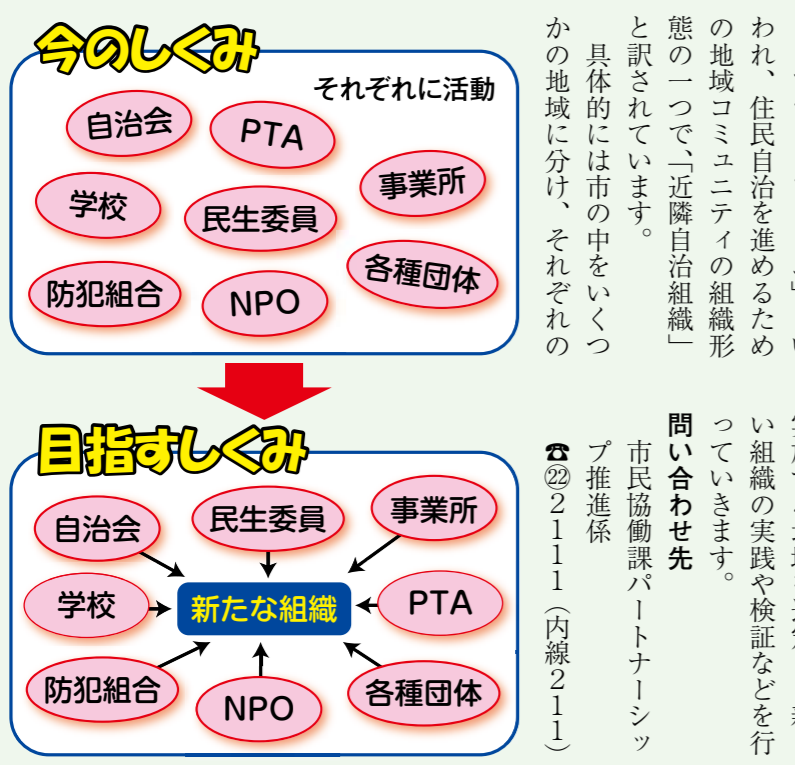 今のしくみ
それぞれに活動
自治会
PTA
学校
民生委員
事業所
防犯組合
NPO
各種団体
目指すしくみ
自治会
民生委員
事業所
学校
新たな組織
PTA
防犯組合
NPO
各種団体
われ、住民自治を進めるため
の地域コミュニティの組織形
態の一つで、「近隣自治組織」
と訳されています。
具体的には市の中をいくつ
かの地域に分け、それぞれの
い組織の実践や検証などを行
っていきます。
問い合わせ先
市民協働課パートナーシッ
プ推進係
☎㉒2111（内線211）